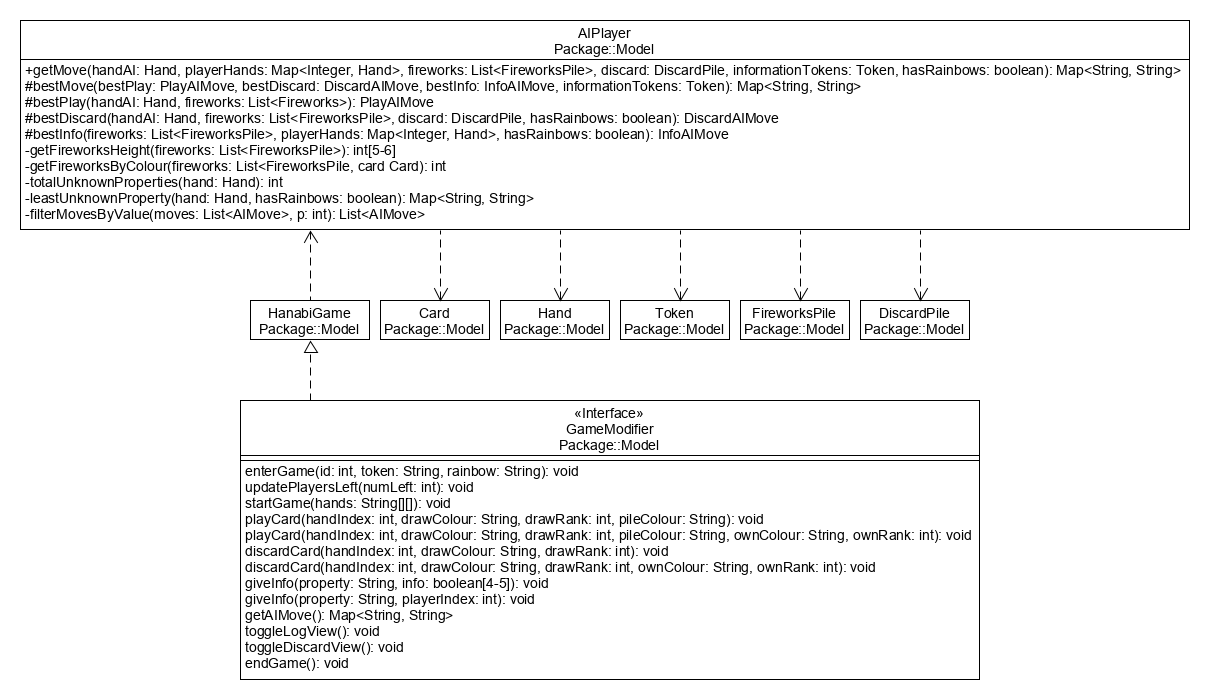 AIPlayer
Package::Model
+getMove(handAI: Hand, playerHands: Map<Integer, Hand>, fireworks: List<FireworksPile>, discard: DiscardPile, informationTokens: Token, hasRainbows: boolean): Map<String, String>
#bestMove(bestPlay: PlayAIMove, bestDiscard: DiscardAIMove, bestInfo: InfoAIMove, informationTokens: Token): Map<String, String>
#bestPlay(handAI: Hand, fireworks: List<Fireworks>): PlayAIMove
#bestDiscard(handAI: Hand, fireworks: List<FireworksPile>, discard: DiscardPile, hasRainbows: boolean): DiscardAIMove
#bestInfo(fireworks: List<FireworksPile>, playerHands: Map<Integer, Hand>, hasRainbows: boolean): InfoAIMove
-getFireworksHeight(fireworks: List<FireworksPile>): int[5-6]
-getFireworksByColour(fireworks: List<FireworksPile, card Card): int
-totalUnknownProperties(hand: Hand): int
-leastUnknownProperty(hand: Hand, hasRainbows: boolean): Map<String, String>
-filterMovesByValue(moves: List<AIMove>, p: int): List<AIMove>
HanabiGame
Package::Model
Card
Package::Model
Hand
Package::Model
Token
Package::Model
FireworksPile
Package::Model
DiscardPile
Package::Model
«Interface»
GameModifier
Package::Model
enterGame(id: int, token: String, rainbow: String): void
updatePlayersLeft(numLeft: int): void
startGame(hands: String[][]): void
playCard(handIndex: int, drawColour: String, drawRank: int, pileColour: String): void
playCard(handIndex: int, drawColour: String, drawRank: int, pileColour: String, ownColour: String, ownRank: int): void
discardCard(handIndex: int, drawColour: String, drawRank: int): void
discardCard(handIndex: int, drawColour: String, drawRank: int, ownColour: String, ownRank: int): void
giveInfo(property: String, info: boolean[4-5]): void
giveInfo(property: String, playerIndex: int): void
getAIMove(): Map<String, String>
toggleLogView(): void
toggleDiscardView(): void
endGame(): void